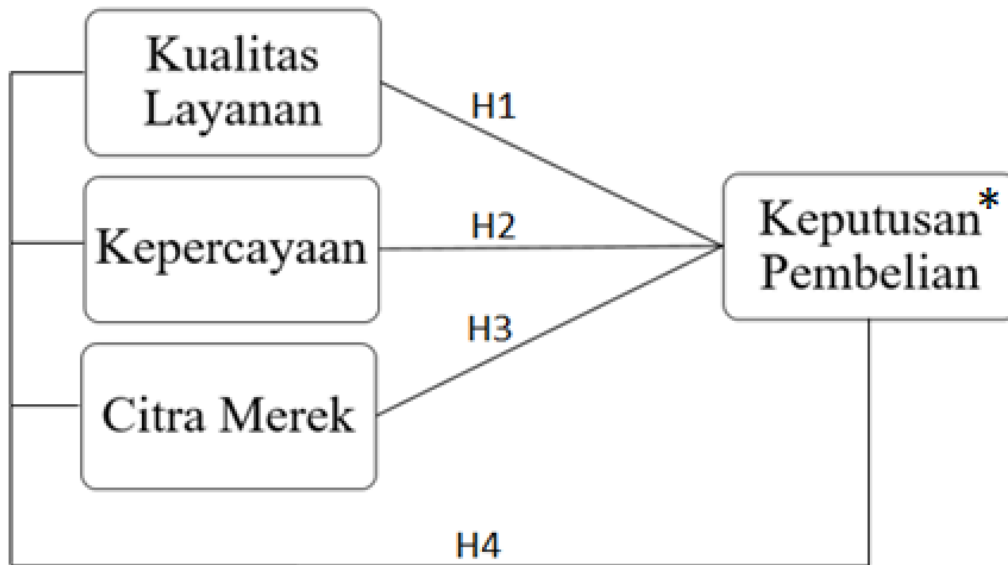 Kualitas
Layanan
H1
Kepercayaan
H2
Keputusan*
Pembelian
H3
Citra Merek
H4